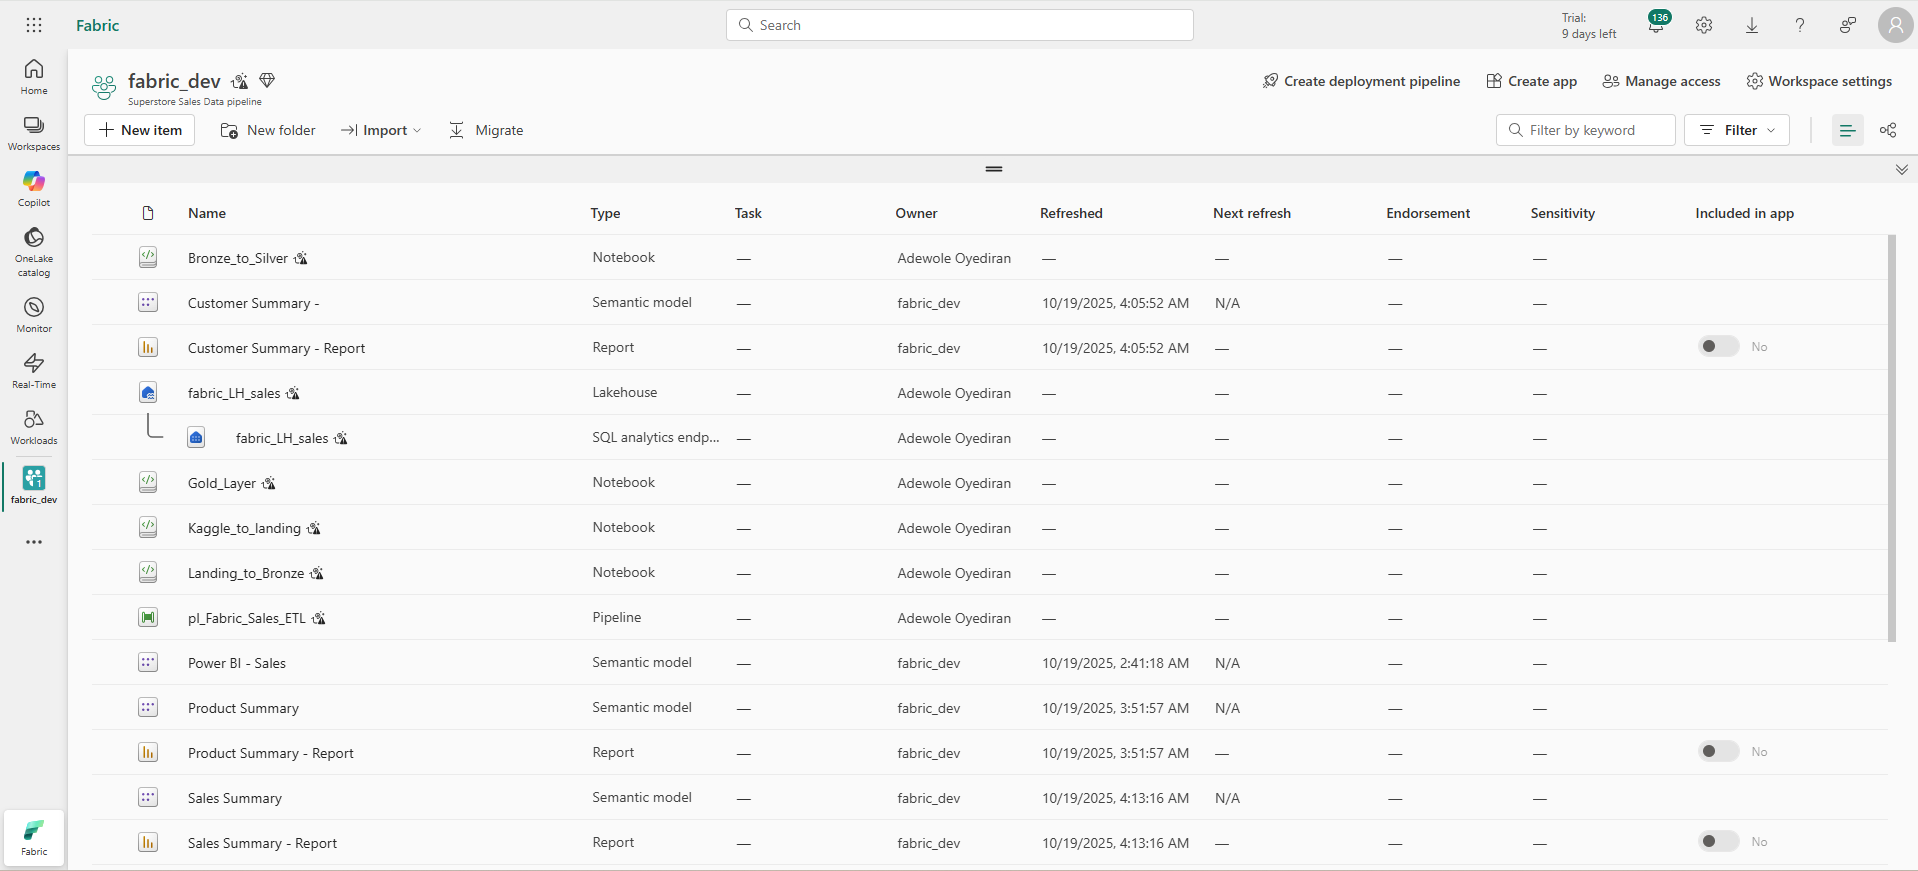 Fabric
Search
Trial:
9 days left
136
Home
Workspaces
Copilot
OneLake
catalog
Monitor
Real-Time
Workloads
1
fabric_dev
Fabric
fabric_dev
Superstore Sales Data pipeline
Create deployment pipeline
Create app
Manage access
Workspace settings
New item
New folder
Import
Migrate
Filter by keyword
Filter
Name Type Task Owner Refreshed Next refresh Endorsement Sensitivity Included in app
Bronze_to_Silver Notebook — Adewole Oyediran — — — —
Customer Summary - Semantic model — fabric_dev 10/19/2025, 4:05:52 AM N/A — —
Customer Summary - Report Report — fabric_dev 10/19/2025, 4:05:52 AM — — — No
fabric_LH_sales Lakehouse — Adewole Oyediran — — — —
fabric_LH_sales SQL analytics endp... — Adewole Oyediran — — — —
Gold_Layer Notebook — Adewole Oyediran — — — —
Kaggle_to_landing Notebook — Adewole Oyediran — — — —
Landing_to_Bronze Notebook — Adewole Oyediran — — — —
pl_Fabric_Sales_ETL Pipeline — Adewole Oyediran — — — —
Power BI - Sales Semantic model — fabric_dev 10/19/2025, 2:41:18 AM N/A — —
Product Summary Semantic model — fabric_dev 10/19/2025, 3:51:57 AM N/A — —
Product Summary - Report Report — fabric_dev 10/19/2025, 3:51:57 AM — — — No
Sales Summary Semantic model — fabric_dev 10/19/2025, 4:13:16 AM N/A — —
Sales Summary - Report Report — fabric_dev 10/19/2025, 4:13:16 AM — — — No